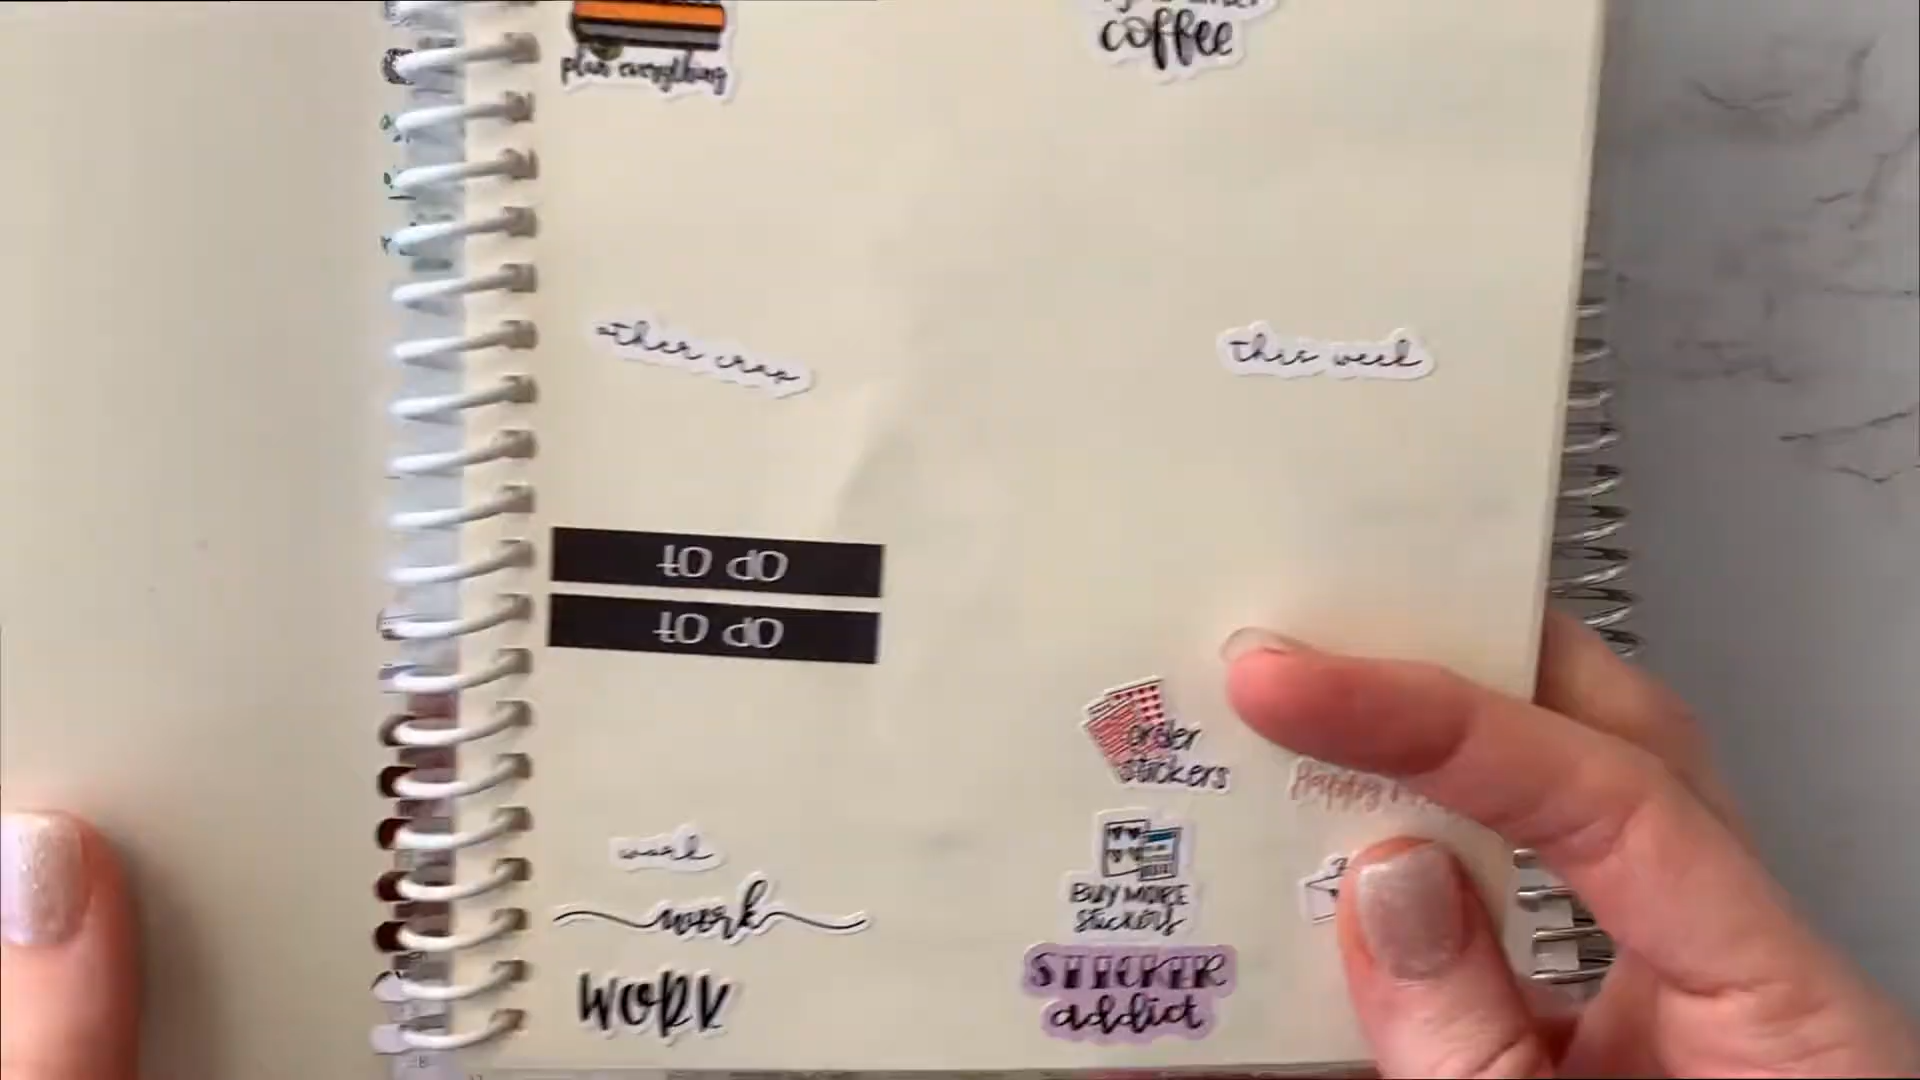 plan everything
coffee
other crap
this week
to do
to do
order
stickers
Happy
work
work
WORK
BUY MORE
stickers
STICKER
addict